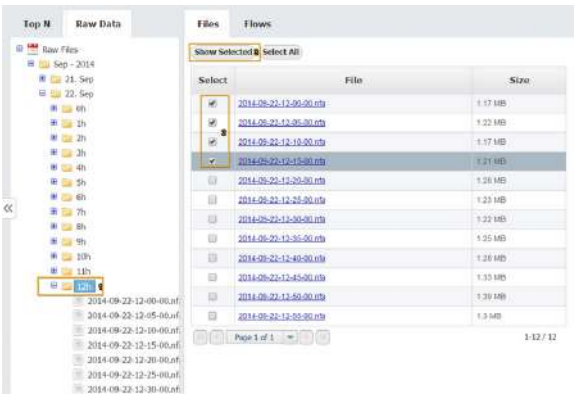 Top N Raw Data
Raw Files
Sep - 2014
21. Sep
22. Sep
0h
1h
2h
3h
4h
5h
6h
7h
8h
9h
10h
11h
12h
2014-09-22-12-00-00.nf
2014-09-22-12-05-00.nf
2014-09-22-12-10-00.nf
2014-09-22-12-15-00.nf
2014-09-22-12-20-00.nf
2014-09-22-12-25-00.nf
2014-09-22-12-30-00.nf
Files Flows
Show Selected Select All
Select File Size
2014-09-22-12-00-00.nfa 1.17 MB
2014-09-22-12-05-00.nfa 1.22 MB
2014-09-22-12-10-00.nfa 1.17 MB
2014-09-22-12-15-00.nfa 1.21 MB
2014-09-22-12-20-00.nfa 1.26 MB
2014-09-22-12-25-00.nfa 1.23 MB
2014-09-22-12-30-00.nfa 1.22 MB
2014-09-22-12-35-00.nfa 1.25 MB
2014-09-22-12-40-00.nfa 1.28 MB
2014-09-22-12-45-00.nfa 1.33 MB
2014-09-22-12-50-00.nfa 1.39 MB
2014-09-22-12-55-00.nfa 1.3 MB
Page 1 of 1 1-12 / 12